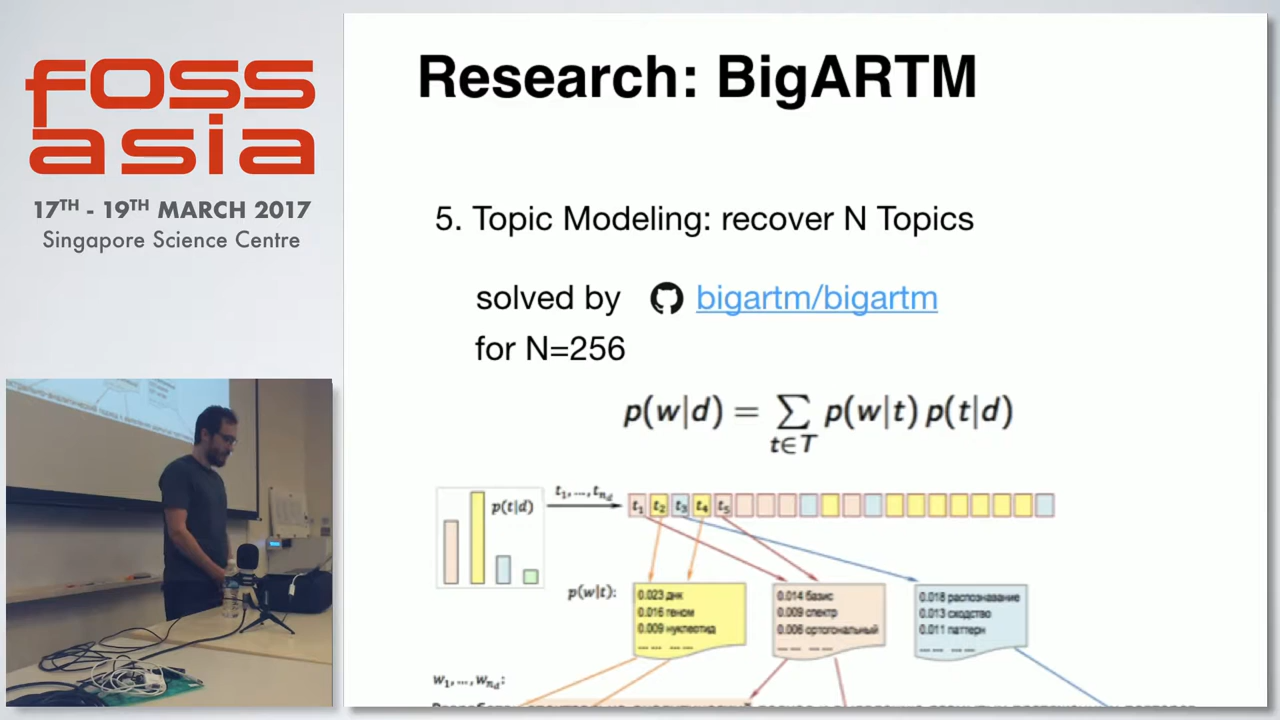 foss
asia
17TH - 19TH MARCH 2017
Singapore Science Centre
Research: BigARTM
5. Topic Modeling: recover N Topics
solved by bigartm/bigartm
for N=256
p(w|d) = ∑ p(w|t) p(t|d)
t∈T
p(t|d)
t₁,...,tₙd
t₁ t₂ t₃ t₄ t₅
p(w|t):
0.023 днк
0.016 геном
0.009 нуклеотид
... ... ... ...
0.014 базис
0.009 спектр
0.006 ортогональный
... ... ... ...
0.018 распознавание
0.013 сходство
0.011 паттерн
... ... ... ...
w₁,...,wₙd: